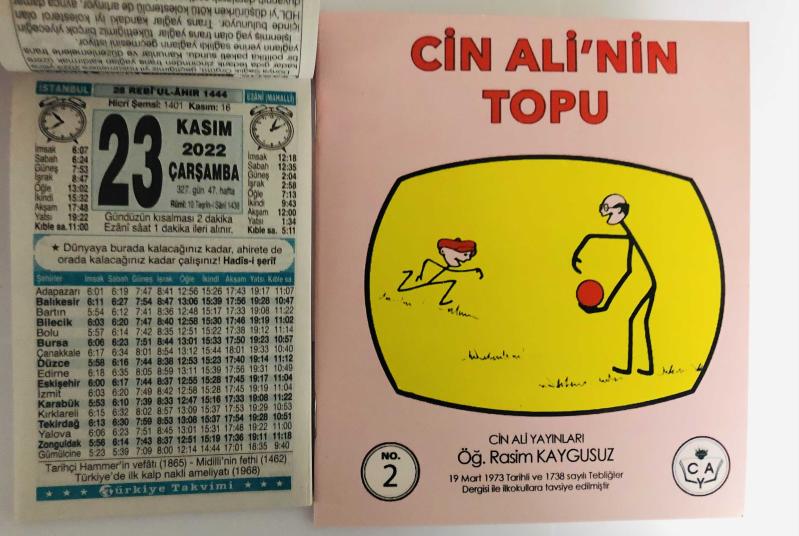 İSTANBUL
28 REBÎ'UL-ÂHIR 1444
EZÂNÎ (MAHALLÎ)
Hicrî Şemsî: 1401 Kasım: 16
23
KASIM
2022
ÇARŞAMBA
327. gün 47. hafta
Rûmî: 10 Teşrîn-i Sânî 1438
İmsak 6:07
Sabah 6:24
Güneş 7:53
İşrak 8:47
Öğle 13:02
İkindi 15:32
Akşam 17:48
Yatsı 19:22
Kıble sa. 11:00
İmsak 12:18
Sabah 12:35
Güneş 2:04
İşrak 2:58
Öğle 7:13
İkindi 9:43
Akşam 12:00
Yatsı 1:34
Kıble sa. 5:11
Gündüzün kısalması 2 dakika
Ezânî sâat 1 dakika ileri alınır.
★ Dünyaya burada kalacağınız kadar, ahirete de
orada kalacağınız kadar çalışınız! Hadîs-i şerîf
Şehirler İmsak Sabah Güneş İşrak Öğle İkindi Akşam Yatsı Kıble sa
Adapazarı 6:01 6:19 7:47 8:41 12:56 15:26 17:43 19:17 11:07
Balıkesir 6:11 6:27 7:54 8:47 13:06 15:39 17:56 19:28 10:47
Bartın 5:54 6:12 7:41 8:36 12:48 15:17 17:33 19:08 11:22
Bilecik 6:03 6:20 7:47 8:40 12:58 15:30 17:46 19:19 11:02
Bolu 5:57 6:14 7:42 8:35 12:51 15:22 17:38 19:12 11:14
Bursa 6:06 6:23 7:51 8:44 13:01 15:33 17:50 19:23 10:57
Çanakkale 6:17 6:34 8:01 8:54 13:12 15:44 18:01 19:33 10:40
Düzce 5:58 6:16 7:44 8:38 12:53 15:23 17:40 19:14 11:12
Edirne 6:18 6:35 8:05 8:59 13:11 15:39 17:56 19:31 10:49
Eskişehir 6:00 6:17 7:44 8:37 12:55 15:28 17:45 19:17 11:04
İzmit 6:03 6:20 7:49 8:42 12:58 15:28 17:45 19:19 11:04
Karabük 5:53 6:10 7:39 8:33 12:47 15:16 17:33 19:08 11:22
Kırklareli 6:15 6:32 8:02 8:57 13:09 15:37 17:53 19:29 10:53
Tekirdağ 6:13 6:30 7:59 8:53 13:08 15:37 17:54 19:28 10:51
Yalova 6:06 6:23 7:51 8:45 13:01 15:31 17:48 19:22 11:00
Zonguldak 5:56 6:14 7:43 8:37 12:51 15:19 17:36 19:11 11:18
Gümülcine 5:23 5:39 7:09 8:00 12:14 14:44 17:01 18:35 9:40
Tarihçi Hammer'in vefâtı (1865) - Midilli'nin fethi (1462)
Türkiye'de ilk kalp nakli ameliyatı (1968)
Türkiye Takvimi
CİN ALİ'NİN
TOPU
CİN ALİ YAYINLARI
Öğ. Rasim KAYGUSUZ
19 Mart 1973 Tarihli ve 1738 sayılı Tebliğler
Dergisi ile ilkokullara tavsiye edilmiştir
NO.
2
C A
Y